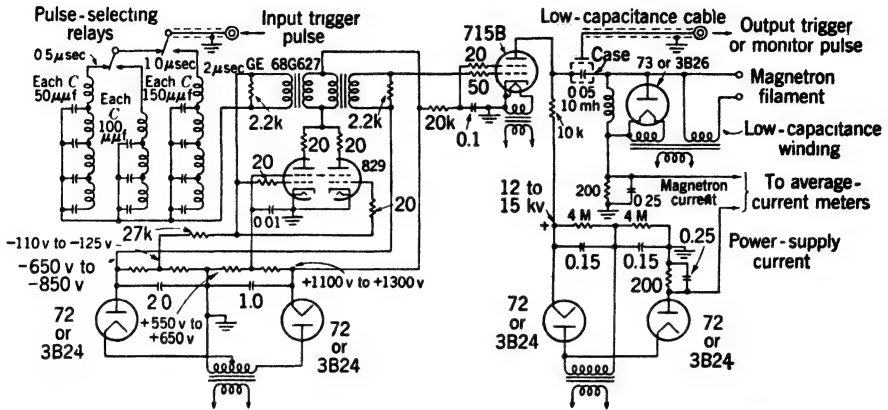 Pulse-selecting
relays
Input trigger
pulse
Low-capacitance cable
Output trigger
or monitor pulse
715B
Case
73 or 3B26
Magnetron
filament
0 5 μsec
1 0 μsec
2 μsec
GE 68G627
20
50
0 05
10 mh
Each C
50 μμf
Each
C
100
μμf
Each C
150 μμf
2.2k
2.2k
20k
0.1
10 k
Low-capacitance
winding
20
20
20
829
20
0 01
27k
200
0 25
Magnetron
current
To average-
current meters
12 to
15 kv
+
4 M
4 M
0.15
0.15
0.25
200
Power-supply
current
−110 v to −125 v
−650 v to
−850 v
+1100 v to +1300 v
2 0
1.0
+550 v to
+650 v
72
or
3B24
72
or
3B24
72
or
3B24
72
or
3B24